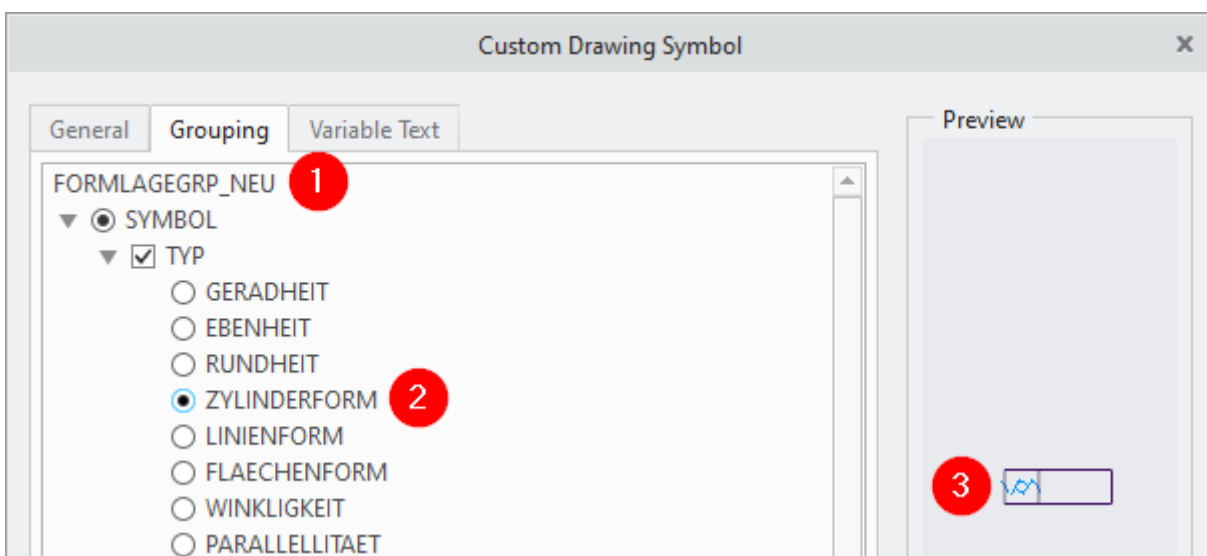 Custom Drawing Symbol
General Grouping Variable Text
Preview
FORMLAGEGRP_NEU 1
SYMBOL
TYP
GERADHEIT
EBENHEIT
RUNDHEIT
ZYLINDERFORM 2
LINIENFORM
FLAECHENFORM
3
WINKLIGKEIT
PARALLELLITAET